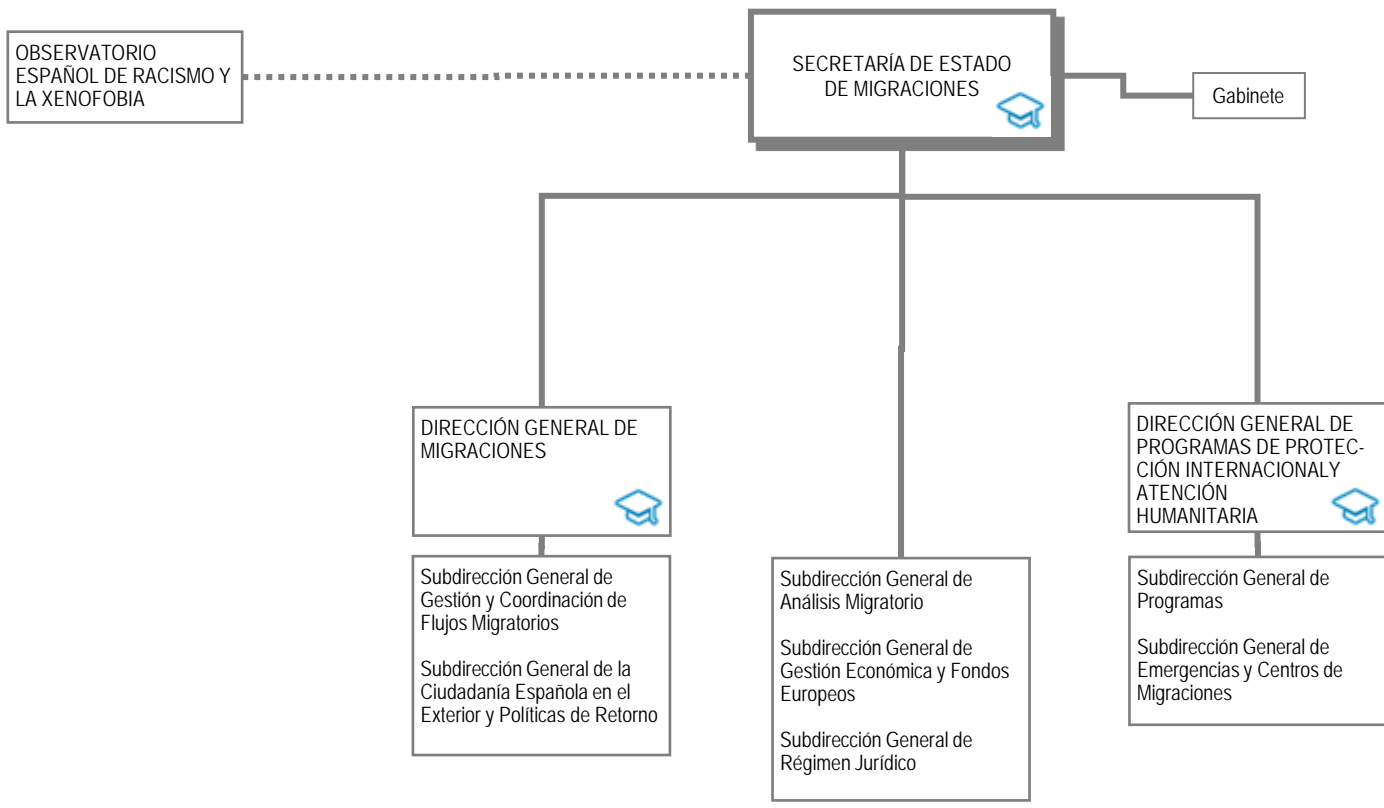 OBSERVATORIO
ESPAÑOL DE RACISMO Y
LA XENOFOBIA
SECRETARÍA DE ESTADO
DE MIGRACIONES
Gabinete
DIRECCIÓN GENERAL DE
MIGRACIONES
Subdirección General de
Gestión y Coordinación de
Flujos Migratorios
Subdirección General de la
Ciudadanía Española en el
Exterior y Políticas de Retorno
Subdirección General de
Análisis Migratorio
Subdirección General de
Gestión Económica y Fondos
Europeos
Subdirección General de
Régimen Jurídico
DIRECCIÓN GENERAL DE
PROGRAMAS DE PROTEC-
CIÓN INTERNACIONALY
ATENCIÓN
HUMANITARIA
Subdirección General de
Programas
Subdirección General de
Emergencias y Centros de
Migraciones